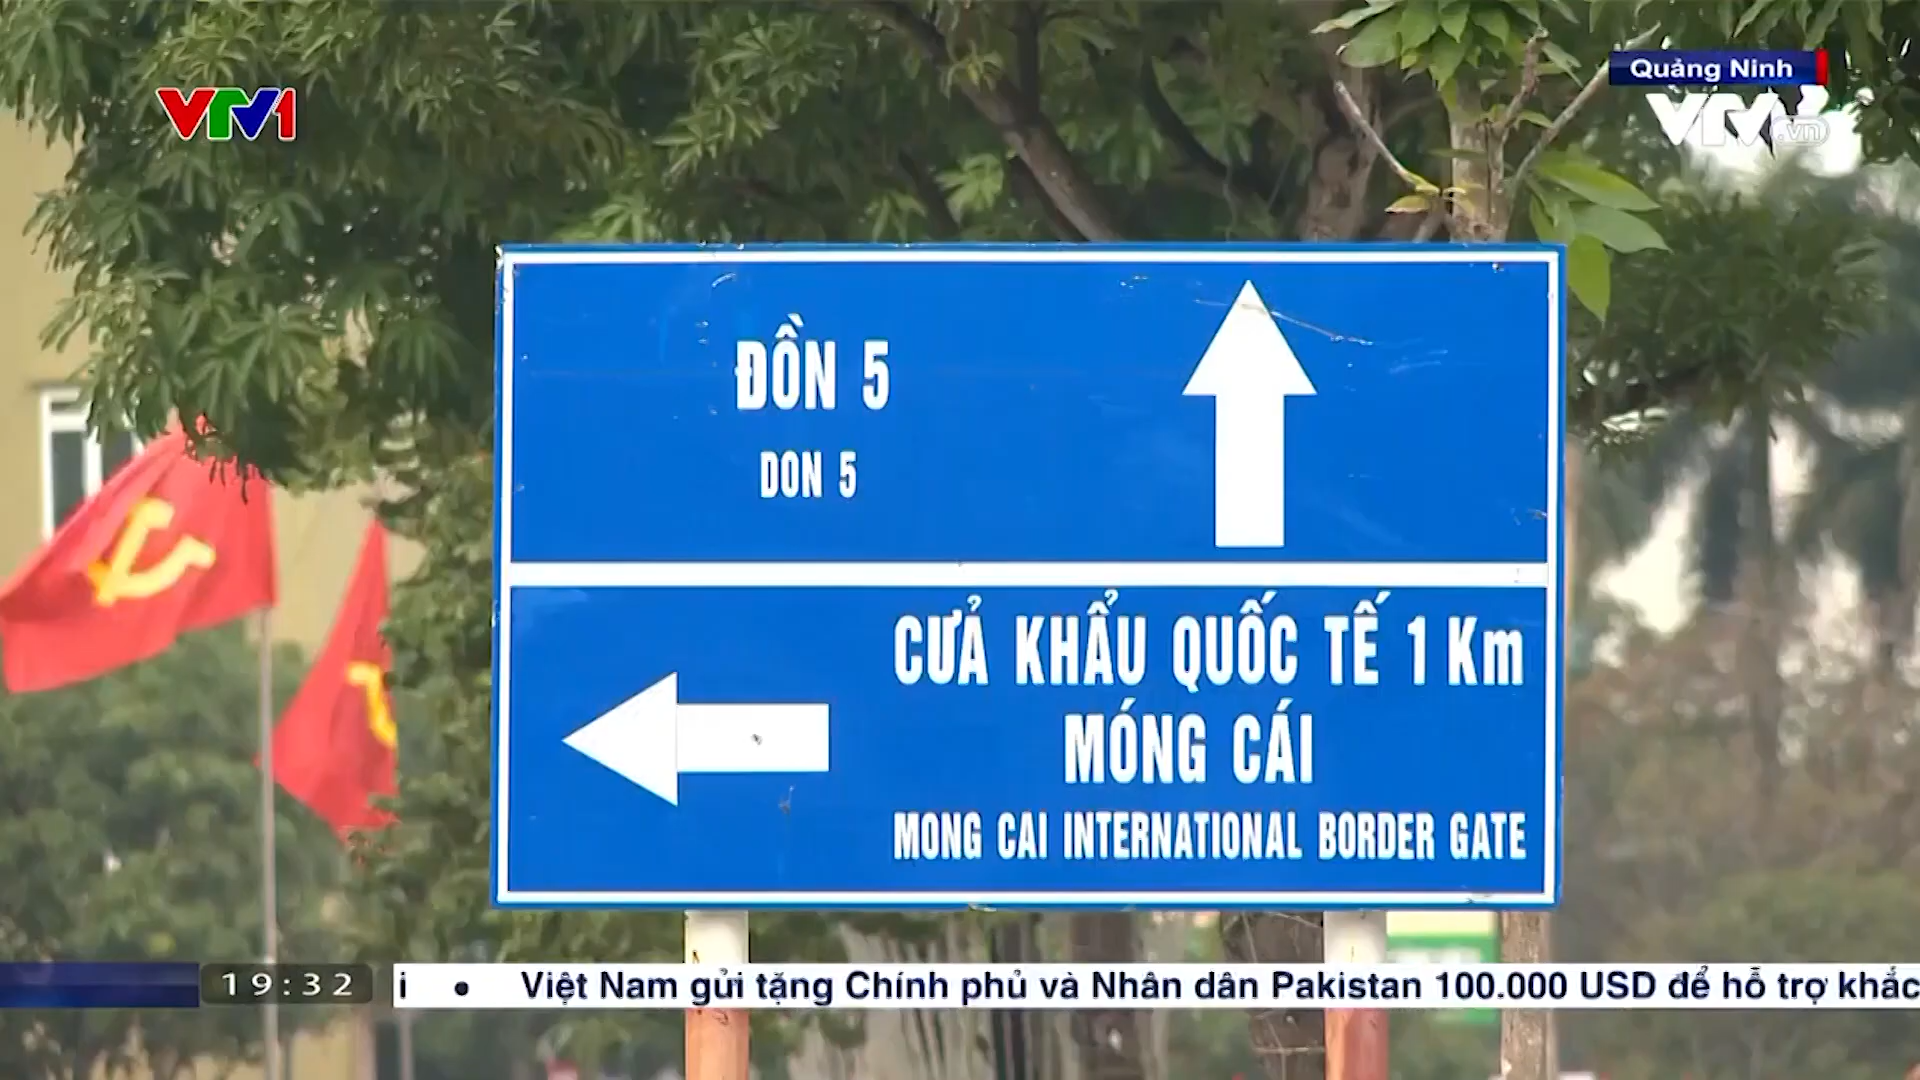 Quảng Ninh
VTV1
VTV.vn
ĐỒN 5
DON 5
CỬA KHẨU QUỐC TẾ 1 Km
MÓNG CÁI
MONG CAI INTERNATIONAL BORDER GATE
19:32 i • Việt Nam gửi tặng Chính phủ và Nhân dân Pakistan 100.000 USD để hỗ trợ khắc